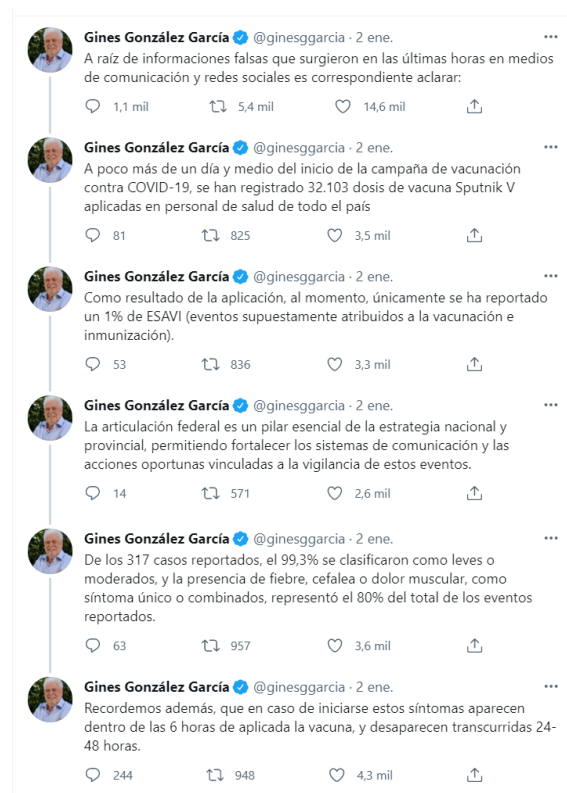 Gines González García @ginesggarcia · 2 ene.
A raíz de informaciones falsas que surgieron en las últimas horas en medios
de comunicación y redes sociales es correspondiente aclarar:
1,1 mil 5,4 mil 14,6 mil
Gines González García @ginesggarcia · 2 ene.
A poco más de un día y medio del inicio de la campaña de vacunación
contra COVID-19, se han registrado 32.103 dosis de vacuna Sputnik V
aplicadas en personal de salud de todo el país
81 825 3,5 mil
Gines González García @ginesggarcia · 2 ene.
Como resultado de la aplicación, al momento, únicamente se ha reportado
un 1% de ESAVI (eventos supuestamente atribuidos a la vacunación e
inmunización).
53 836 3,3 mil
Gines González García @ginesggarcia · 2 ene.
La articulación federal es un pilar esencial de la estrategia nacional y
provincial, permitiendo fortalecer los sistemas de comunicación y las
acciones oportunas vinculadas a la vigilancia de estos eventos.
14 571 2,6 mil
Gines González García @ginesggarcia · 2 ene.
De los 317 casos reportados, el 99,3% se clasificaron como leves o
moderados, y la presencia de fiebre, cefalea o dolor muscular, como
síntoma único o combinados, representó el 80% del total de los eventos
reportados.
63 957 3,6 mil
Gines González García @ginesggarcia · 2 ene.
Recordemos además, que en caso de iniciarse estos síntomas aparecen
dentro de las 6 horas de aplicada la vacuna, y desaparecen transcurridas 24-
48 horas.
244 948 4,3 mil